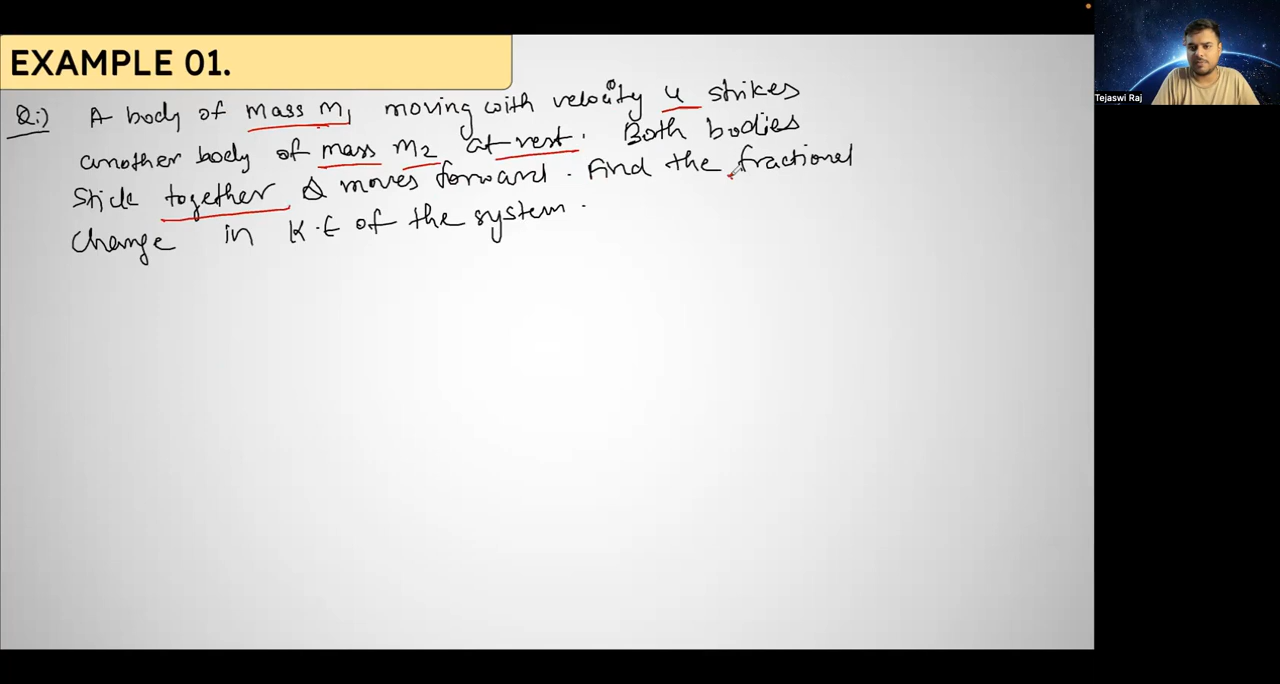 EXAMPLE 01.
Q:) A body of mass m1 moving with velocity u strikes
another body of mass m2 at rest. Both bodies
stick together & moves forward. Find the fractional
change in K.E of the system.
Tejaswi Raj